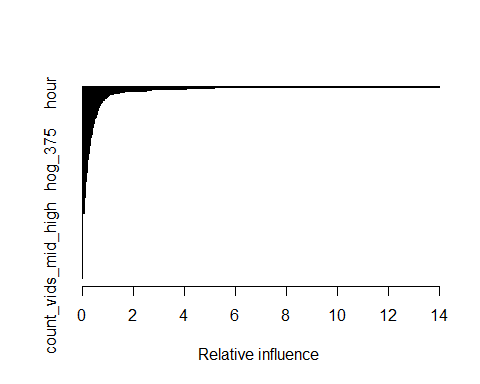 hour
hog_375
count_vids_mid_high
0 2 4 6 8 10 12 14
Relative influence